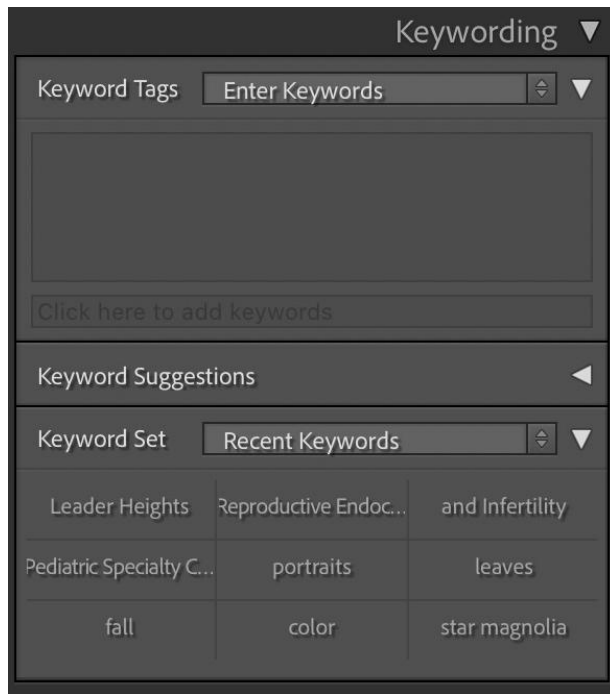 Keywording
Keyword Tags Enter Keywords
Click here to add keywords
Keyword Suggestions
Keyword Set Recent Keywords
Leader Heights Reproductive Endoc... and Infertility
Pediatric Specialty C... portraits leaves
fall color star magnolia